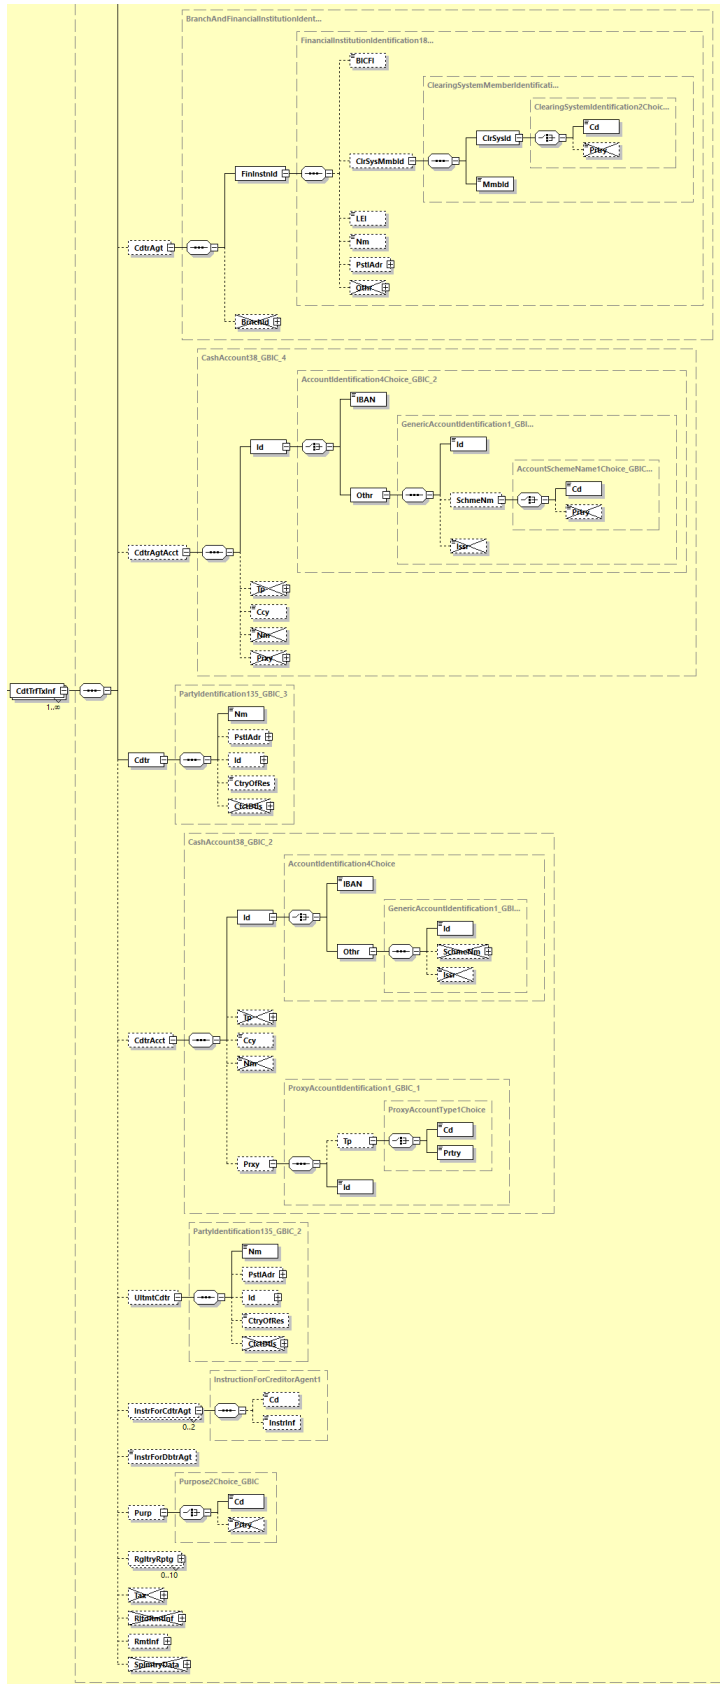 BranchAndFinancialInstitutionIdent...
FinancialInstitutionIdentification18...
BICFI
ClearingSystemMemberIdentificati...
ClearingSystemIdentification2Choic...
Cd
ClrSysId
Prtry
ClrSysMmbId
FinInstnId
MmbId
LEI
Nm
CdtrAgt
PstlAdr
Othr
BrnchId
CashAccount38_GBIC_4
AccountIdentification4Choice_GBIC_2
IBAN
GenericAccountIdentification1_GBI...
Id
Id
AccountSchemeName1Choice_GBIC...
Cd
Othr
SchmeNm
Prtry
Issr
CdtrAgtAcct
Tp
Ccy
Nm
Prxy
CdtTrfTxInf
1..∞
PartyIdentification135_GBIC_3
Nm
PstlAdr
Cdtr
Id
CtryOfRes
CtctDtls
CashAccount38_GBIC_2
AccountIdentification4Choice
IBAN
GenericAccountIdentification1_GBI...
Id
Id
Othr
SchmeNm
Issr
Tp
CdtrAcct
Ccy
Nm
ProxyAccountIdentification1_GBIC_1
ProxyAccountType1Choice
Cd
Tp
Prtry
Prxy
Id
PartyIdentification135_GBIC_2
Nm
PstlAdr
UltmtCdtr
Id
CtryOfRes
CtctDtls
InstructionForCreditorAgent1
Cd
InstrForCdtrAgt
InstrInf
0..2
InstrForDbtrAgt
Purpose2Choice_GBIC
Cd
Purp
Prtry
RgltryRptg
0..10
Tax
RltdRmtInf
RmtInf
SplmtryData